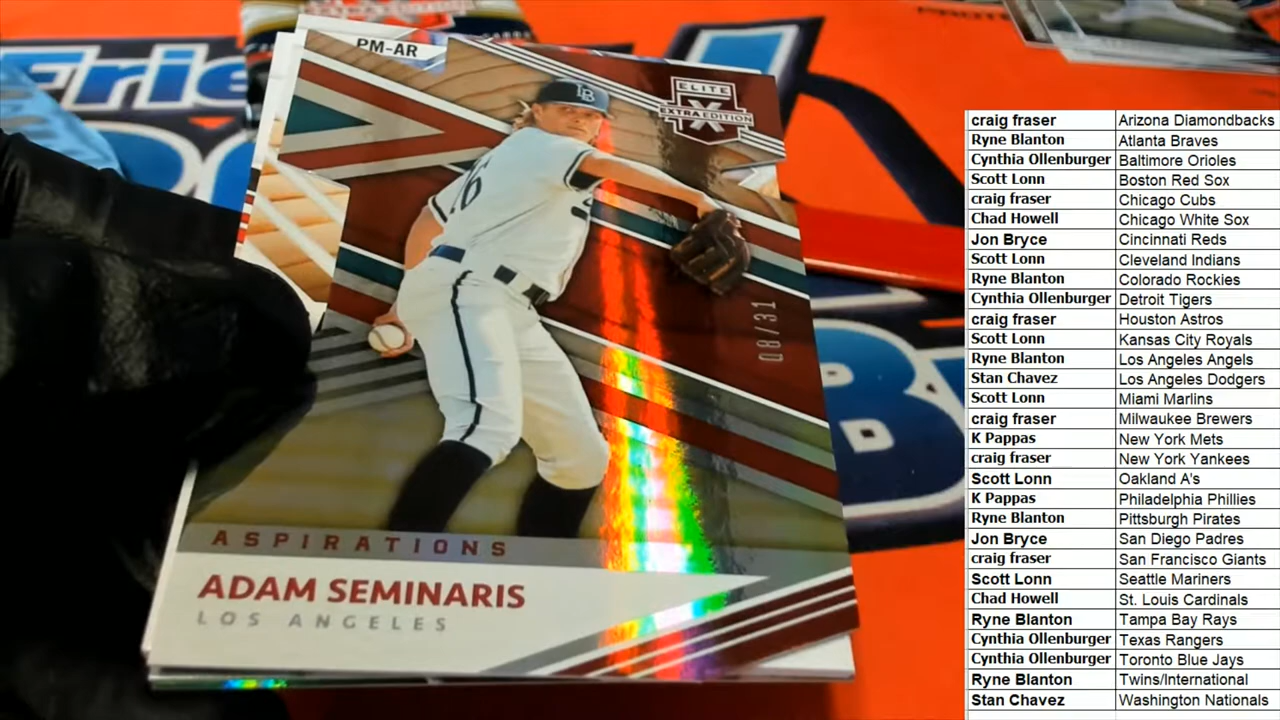 PM-AR
ELITE
EXTRA EDITION
X
LB
16
08/31
ASPIRATIONS
ADAM SEMINARIS
LOS ANGELES
craig fraser Arizona Diamondbacks
Ryne Blanton Atlanta Braves
Cynthia Ollenburger Baltimore Orioles
Scott Lonn Boston Red Sox
craig fraser Chicago Cubs
Chad Howell Chicago White Sox
Jon Bryce Cincinnati Reds
Scott Lonn Cleveland Indians
Ryne Blanton Colorado Rockies
Cynthia Ollenburger Detroit Tigers
craig fraser Houston Astros
Scott Lonn Kansas City Royals
Ryne Blanton Los Angeles Angels
Stan Chavez Los Angeles Dodgers
Scott Lonn Miami Marlins
craig fraser Milwaukee Brewers
K Pappas New York Mets
craig fraser New York Yankees
Scott Lonn Oakland A's
K Pappas Philadelphia Phillies
Ryne Blanton Pittsburgh Pirates
Jon Bryce San Diego Padres
craig fraser San Francisco Giants
Scott Lonn Seattle Mariners
Chad Howell St. Louis Cardinals
Ryne Blanton Tampa Bay Rays
Cynthia Ollenburger Texas Rangers
Cynthia Ollenburger Toronto Blue Jays
Ryne Blanton Twins/International
Stan Chavez Washington Nationals